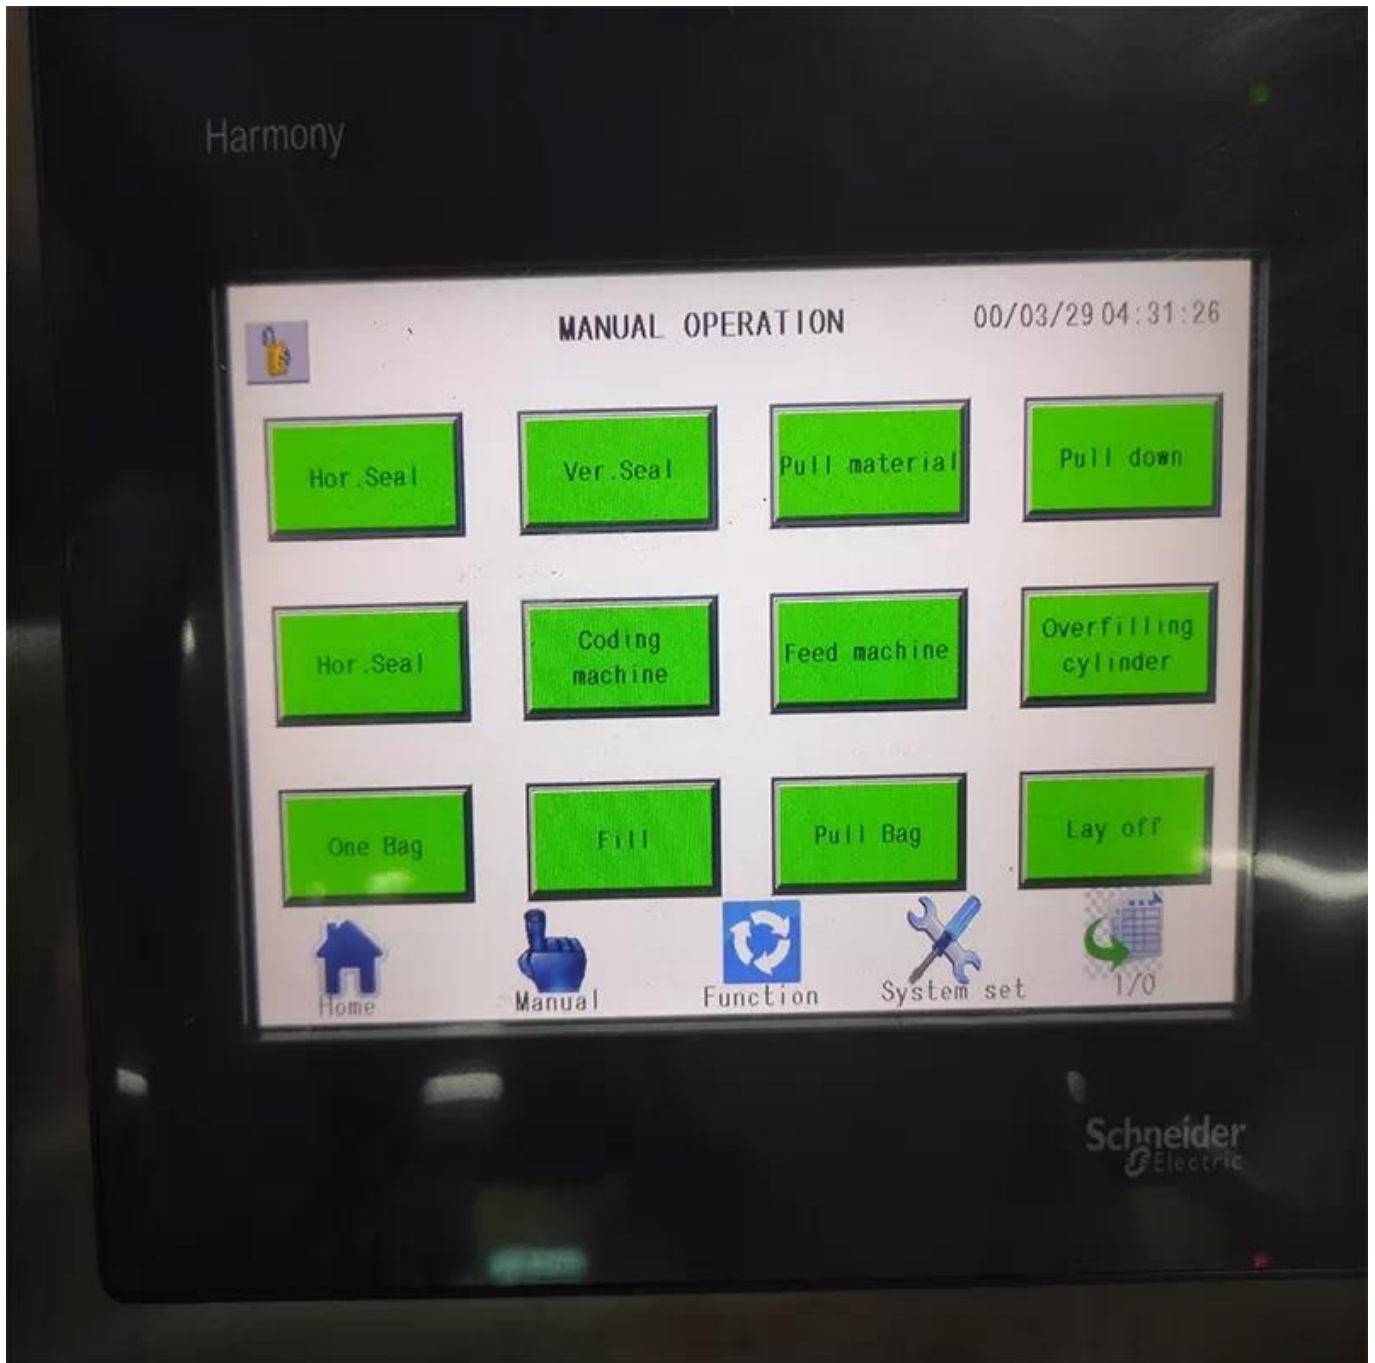 Harmony
MANUAL OPERATION
00/03/29 04:31:26
Hor.Seal
Ver.Seal
Pull material
Pull down
Hor.Seal
Coding
machine
Feed machine
Overfilling
cylinder
One Bag
Fill
Pull Bag
Lay off
Home
Manual
Function
System set
I/O
Schneider
Electric